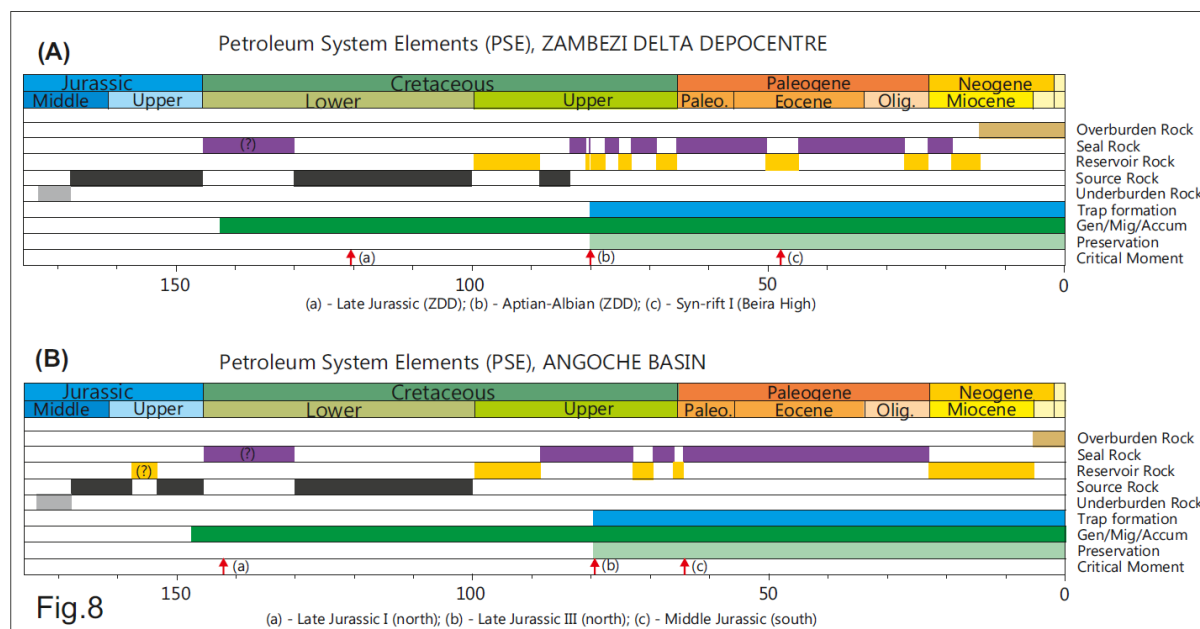 (A)
Petroleum System Elements (PSE), ZAMBEZI DELTA DEPOCENTRE
Jurassic Cretaceous Paleogene Neogene
Middle Upper Lower Upper Paleo. Eocene Olig. Miocene
Overburden Rock
(?) Seal Rock
Reservoir Rock
Source Rock
Underburden Rock
Trap formation
Gen/Mig/Accum
Preservation
(a) (b) (c) Critical Moment
150 100 50 0
(a) - Late Jurassic (ZDD); (b) - Aptian-Albian (ZDD); (c) - Syn-rift I (Beira High)
(B)
Petroleum System Elements (PSE), ANGOCHE BASIN
Jurassic Cretaceous Paleogene Neogene
Middle Upper Lower Upper Paleo. Eocene Olig. Miocene
Overburden Rock
(?) Seal Rock
(?) Reservoir Rock
Source Rock
Underburden Rock
Trap formation
Gen/Mig/Accum
Preservation
(a) (b) (c) Critical Moment
150 100 50 0
Fig.8
(a) - Late Jurassic I (north); (b) - Late Jurassic III (north); (c) - Middle Jurassic (south)